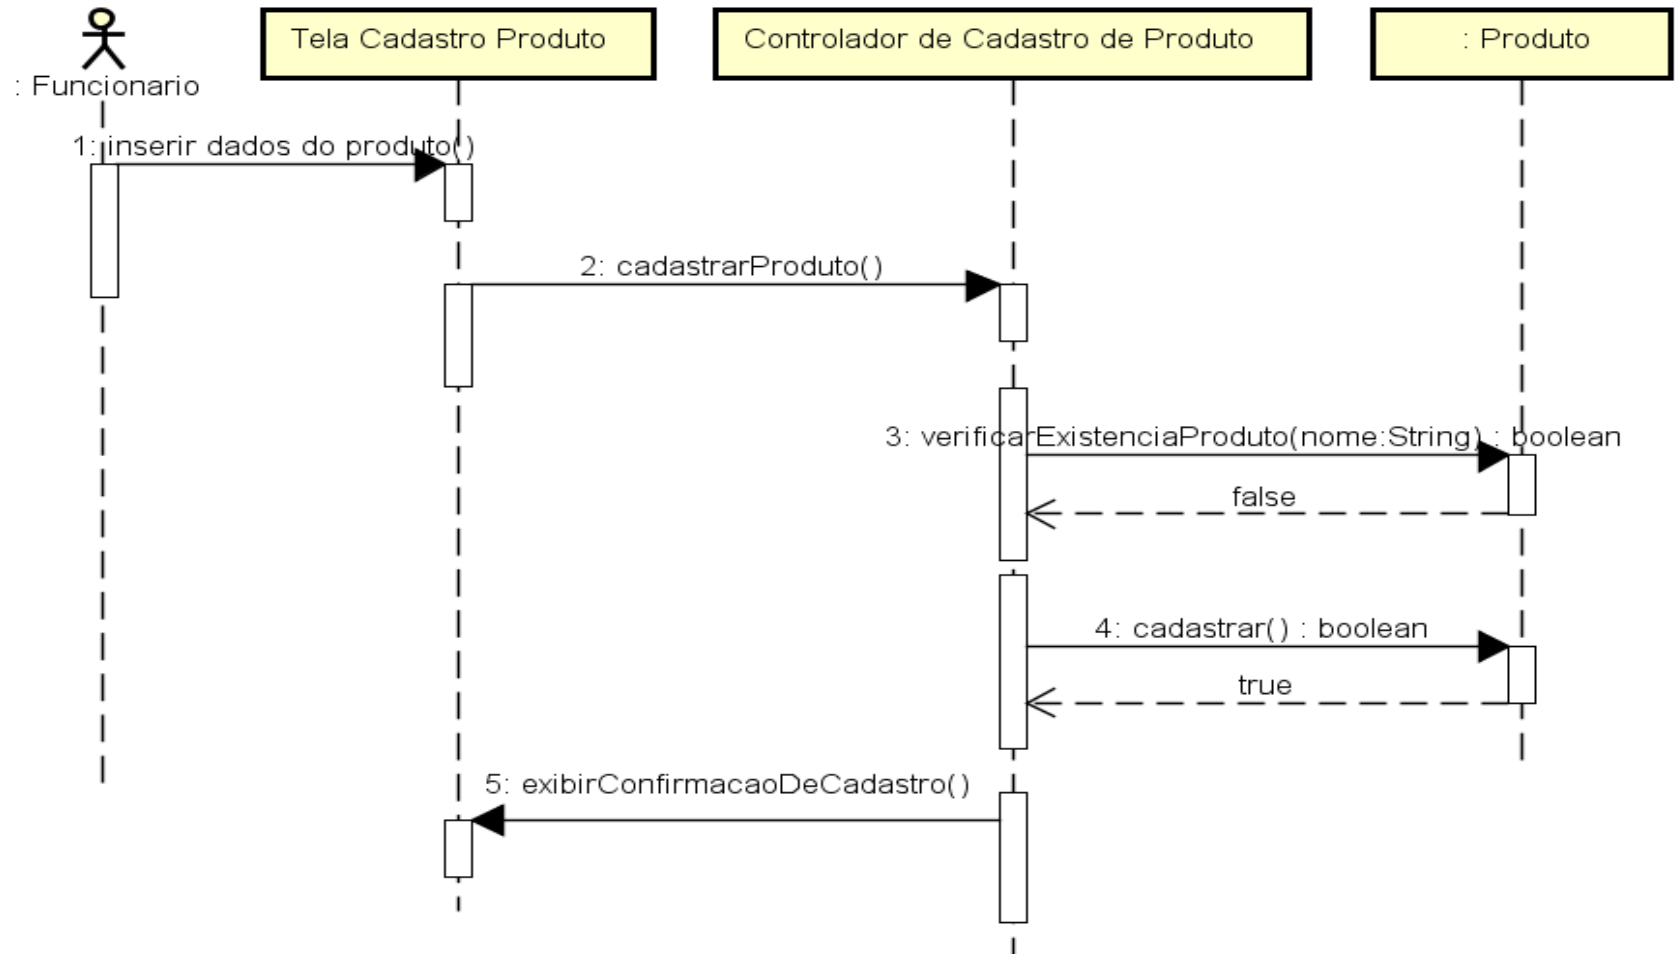 : Funcionario
Tela Cadastro Produto
Controlador de Cadastro de Produto
: Produto
1: inserir dados do produto()
2: cadastrarProduto()
3: verificarExistenciaProduto(nome:String) : boolean
false
4: cadastrar() : boolean
true
5: exibirConfirmacaoDeCadastro()